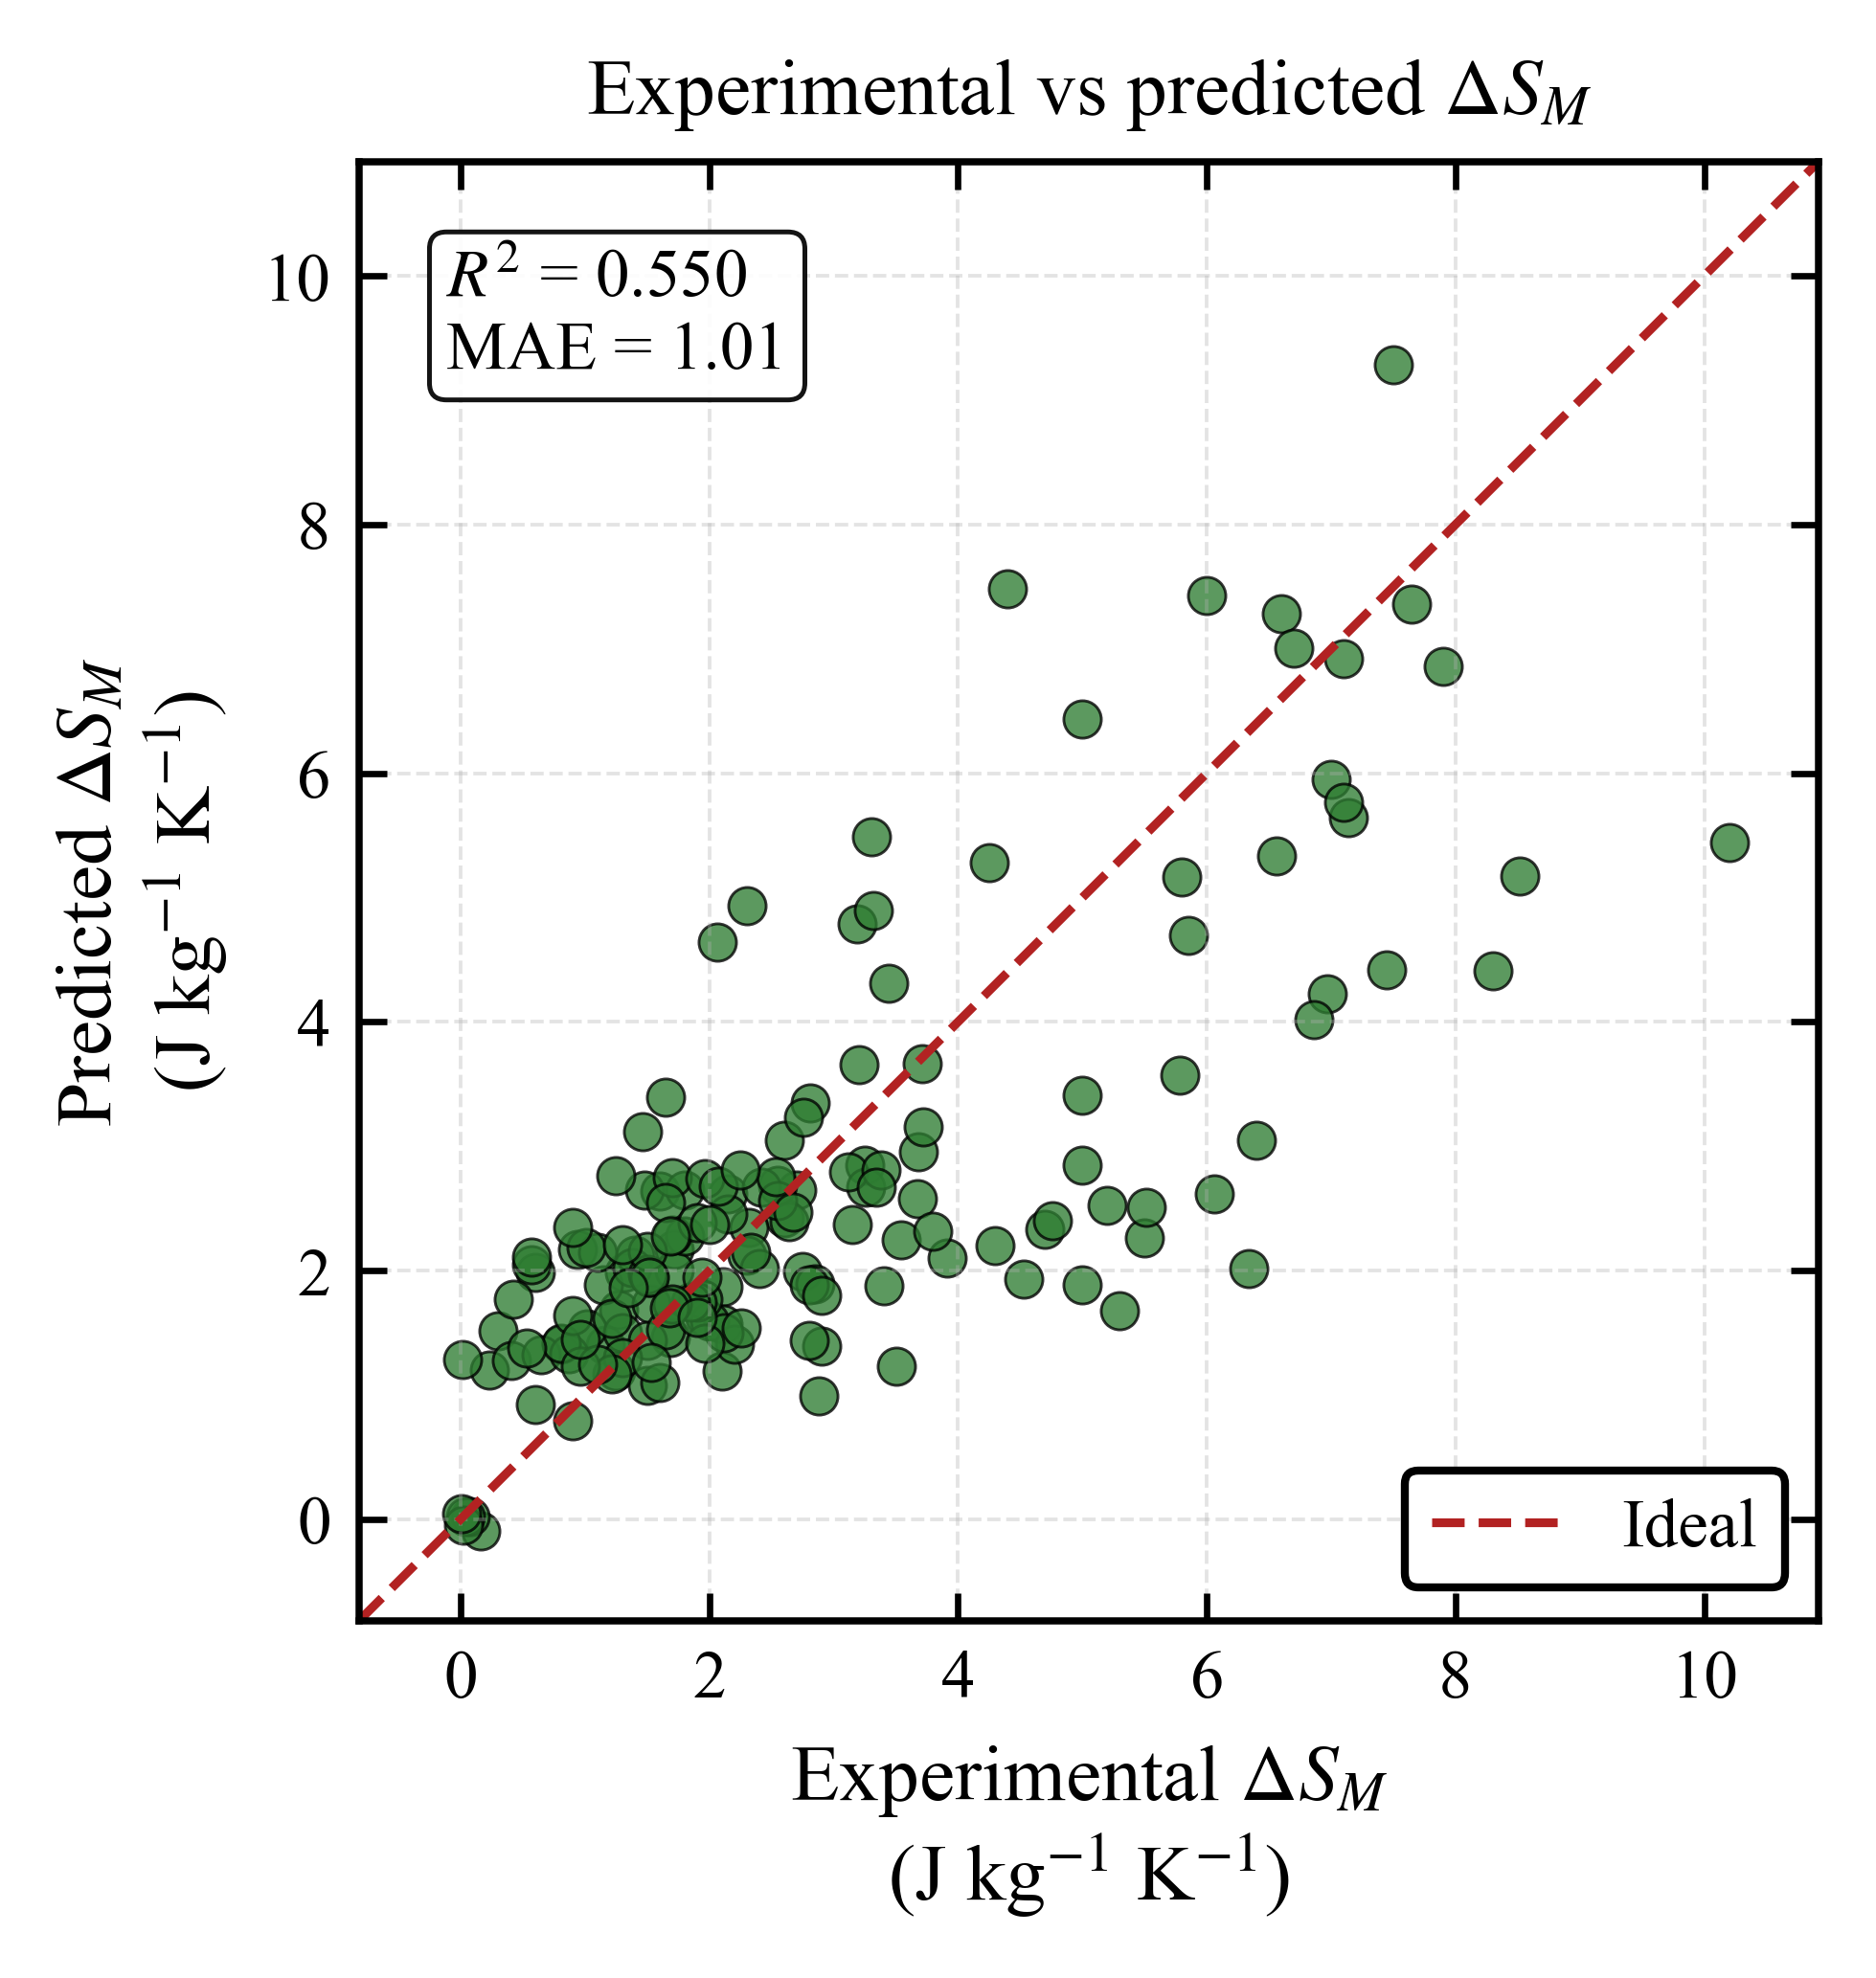 Experimental vs predicted ΔS_M
R² = 0.550
MAE = 1.01
10
8
6
4
2
0
Predicted ΔS_M
(J kg⁻¹ K⁻¹)
Ideal
0 2 4 6 8 10
Experimental ΔS_M
(J kg⁻¹ K⁻¹)